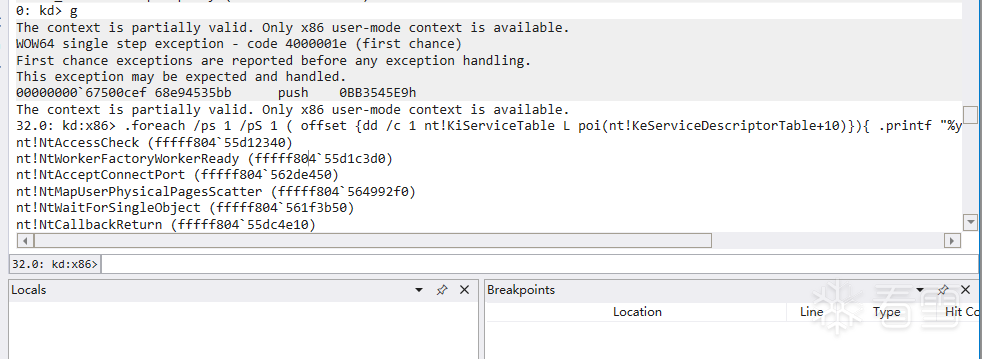 0: kd> g
The context is partially valid. Only x86 user-mode context is available.
WOW64 single step exception - code 4000001e (first chance)
First chance exceptions are reported before any exception handling.
This exception may be expected and handled.
00000000`67500cef 68e94535bb      push    0BB3545E9h
The context is partially valid. Only x86 user-mode context is available.
32.0: kd:x86> .foreach /ps 1 /pS 1 ( offset {dd /c 1 nt!KiServiceTable L poi(nt!KeServiceDescriptorTable+10)}){ .printf "%y
nt!NtAccessCheck (fffff804`55d12340)
nt!NtWorkerFactoryWorkerReady (fffff804`55d1c3d0)
nt!NtAcceptConnectPort (fffff804`562de450)
nt!NtMapUserPhysicalPagesScatter (fffff804`564992f0)
nt!NtWaitForSingleObject (fffff804`561f3b50)
nt!NtCallbackReturn (fffff804`55dc4e10)
32.0: kd:x86>
Locals
Breakpoints
Location Line Type Hit Co
看雪